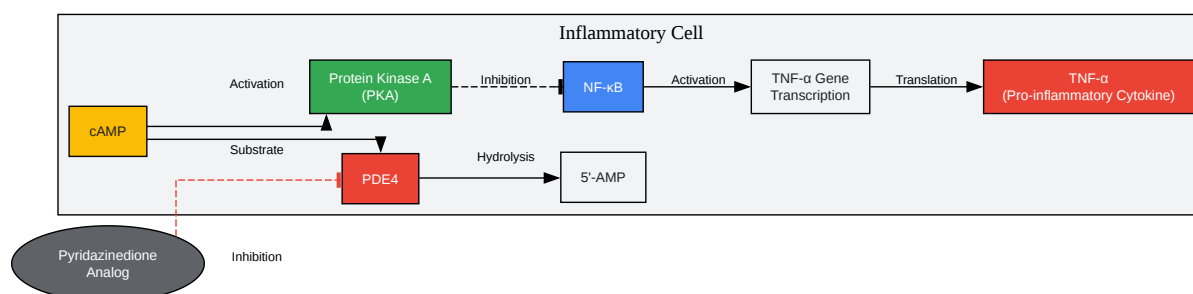 Inflammatory Cell
Activation
Protein Kinase A
(PKA)
Inhibition
NF-κB
Activation
TNF-α Gene
Transcription
Translation
TNF-α
(Pro-inflammatory Cytokine)
cAMP
Substrate
PDE4
Hydrolysis
5'-AMP
Pyridazinedione
Analog
Inhibition